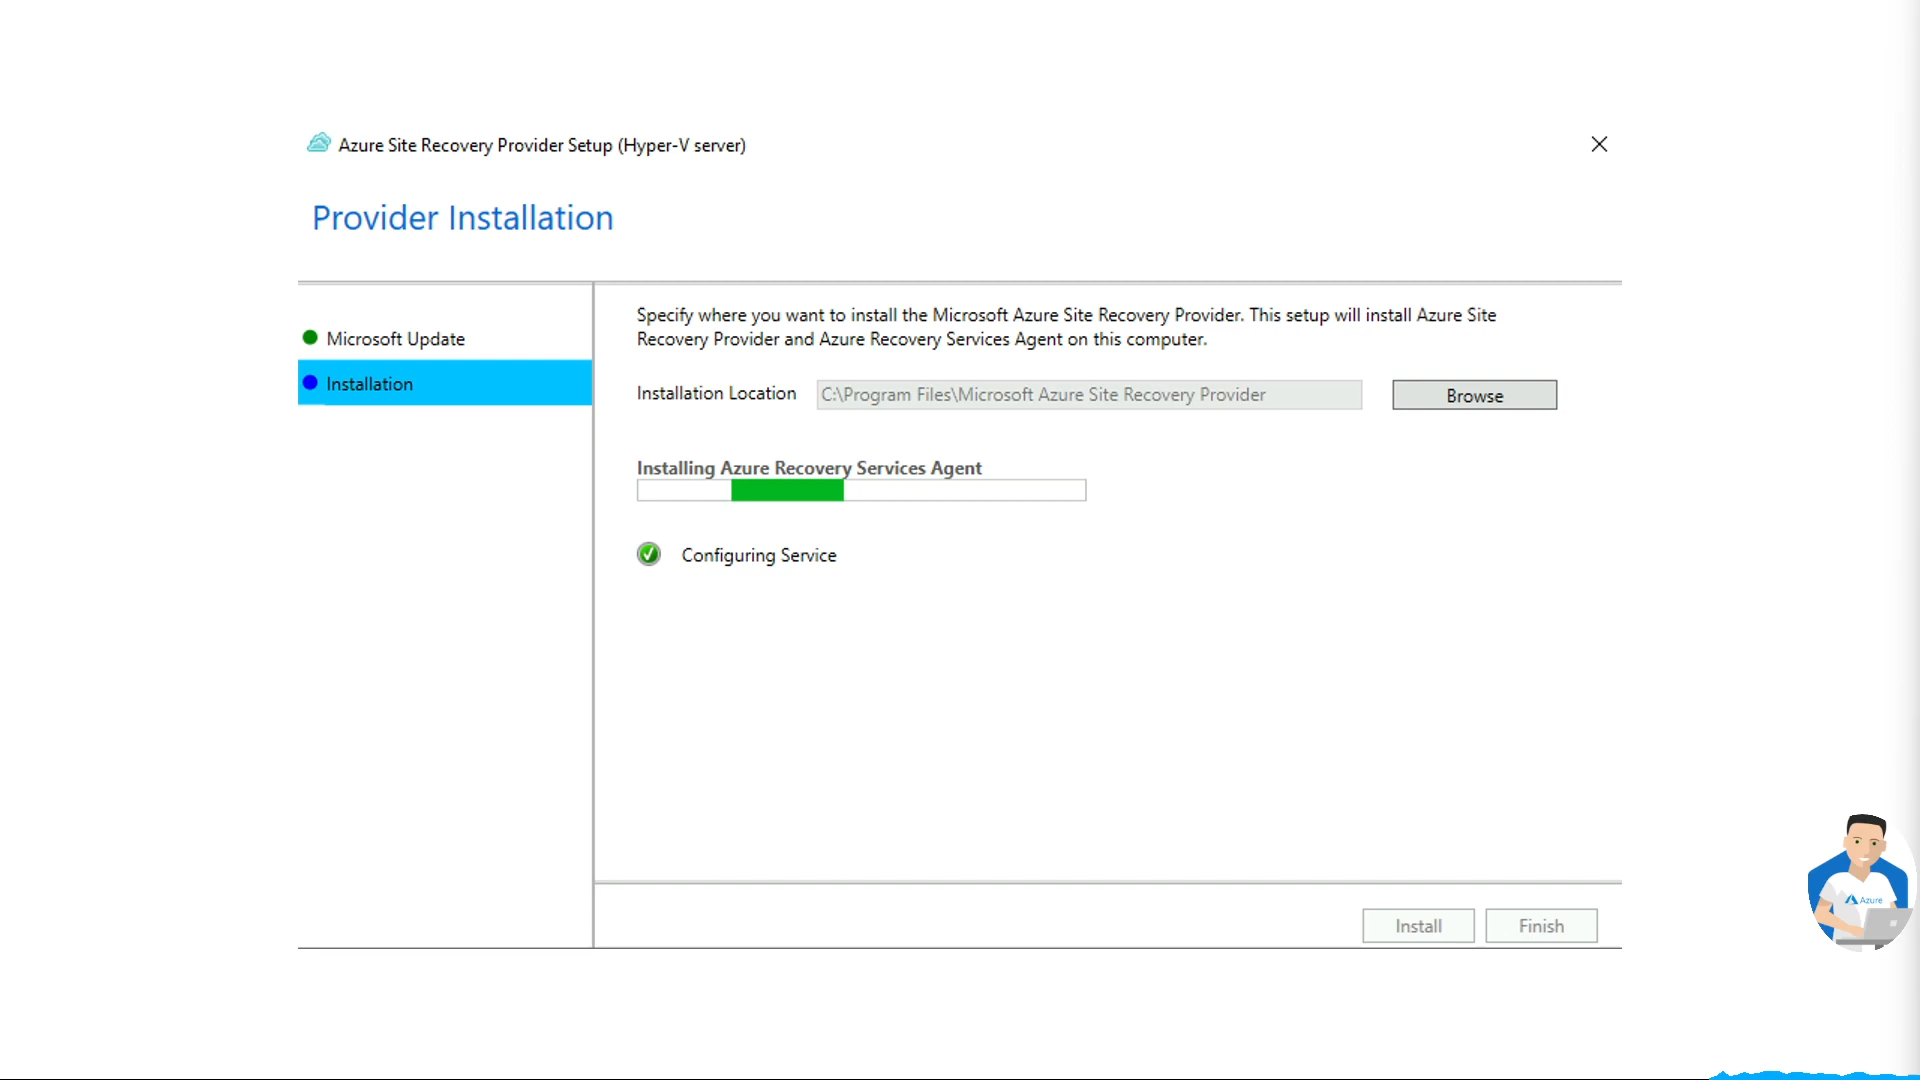 Azure Site Recovery Provider Setup (Hyper-V server)
Provider Installation
Microsoft Update
Installation
Specify where you want to install the Microsoft Azure Site Recovery Provider. This setup will install Azure Site
Recovery Provider and Azure Recovery Services Agent on this computer.
Installation Location
C:\Program Files\Microsoft Azure Site Recovery Provider
Browse
Installing Azure Recovery Services Agent
Configuring Service
Install
Finish
Azure